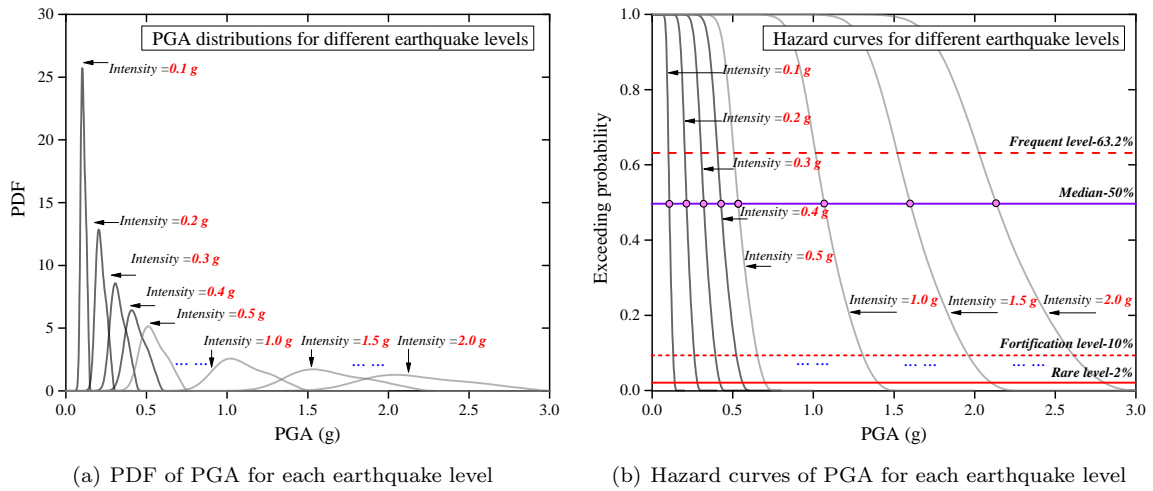 PGA distributions for different earthquake levels
30
25
20
15
10
5
0
PDF
Intensity =0.1 g
Intensity =0.2 g
Intensity =0.3 g
Intensity =0.4 g
Intensity =0.5 g
Intensity =1.0 g
Intensity =1.5 g
Intensity =2.0 g
... ...
... ...
0.0 0.5 1.0 1.5 2.0 2.5 3.0
PGA (g)
(a) PDF of PGA for each earthquake level
Hazard curves for different earthquake levels
1.0
0.8
0.6
0.4
0.2
0.0
Exceeding probability
Intensity =0.1 g
Intensity =0.2 g
Frequent level-63.2%
Intensity =0.3 g
Median-50%
Intensity =0.4 g
Intensity =0.5 g
Intensity =1.0 g
Intensity =1.5 g
Intensity =2.0 g
Fortification level-10%
... ...
... ...
... ...
Rare level-2%
0.0 0.5 1.0 1.5 2.0 2.5 3.0
PGA (g)
(b) Hazard curves of PGA for each earthquake level